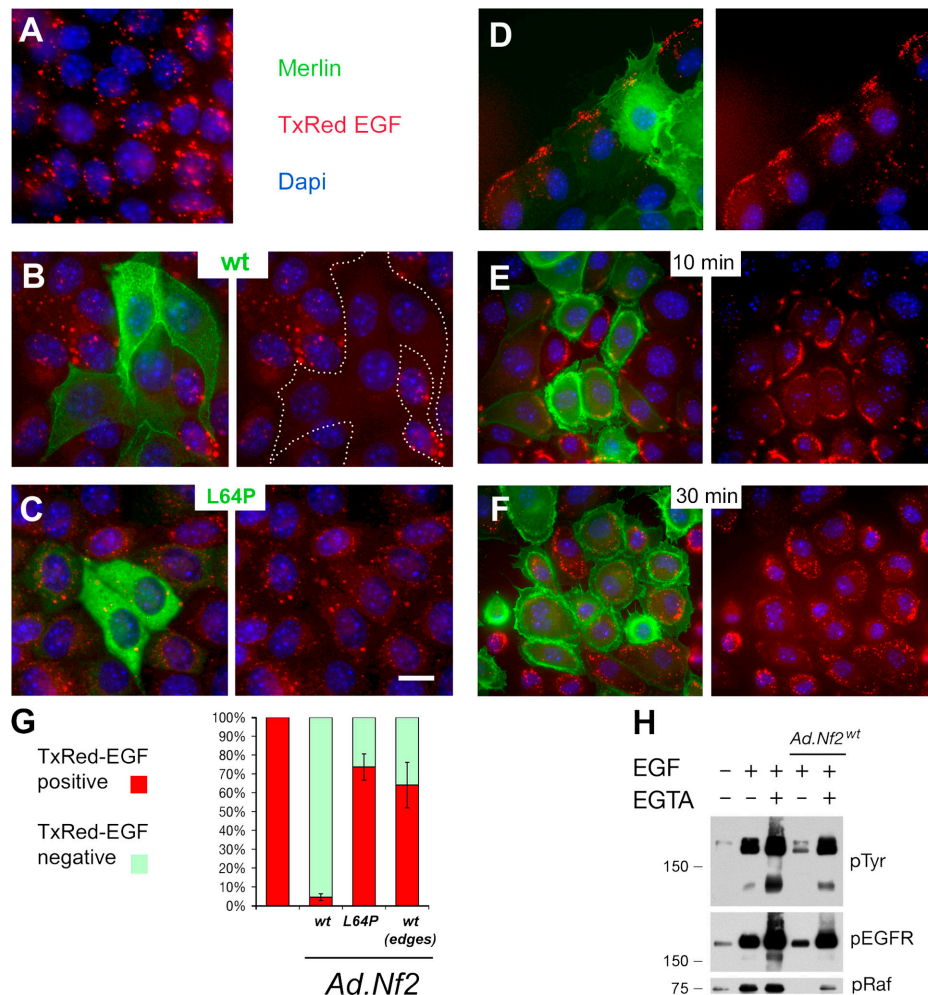 A
Merlin
TxRed EGF
Dapi
D
B
wt
E
10 min
C
L64P
F
30 min
G
TxRed-EGF
positive
TxRed-EGF
negative
100%
90%
80%
70%
60%
50%
40%
30%
20%
10%
0%
wt
L64P
wt
(edges)
Ad.Nf2
H
Ad.Nf2wt
EGF
– + + + +
EGTA
– – + – +
150 –
pTyr
pEGFR
150 –
75 –
pRaf